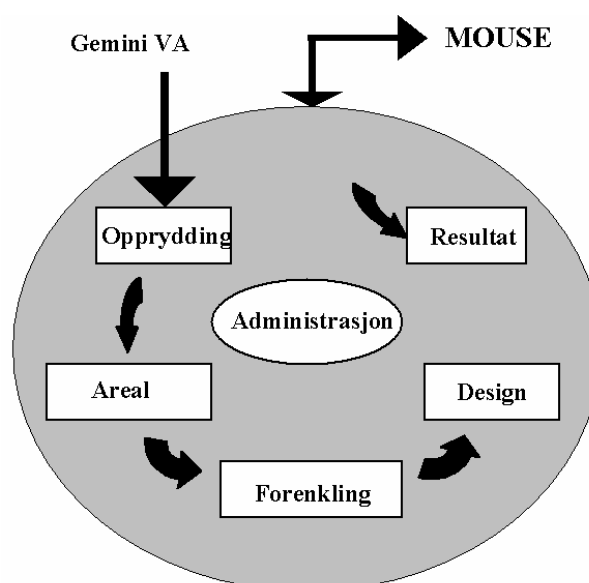 Gemini VA
MOUSE
Opprydding
Resultat
Administrasjon
Areal
Design
Forenkling